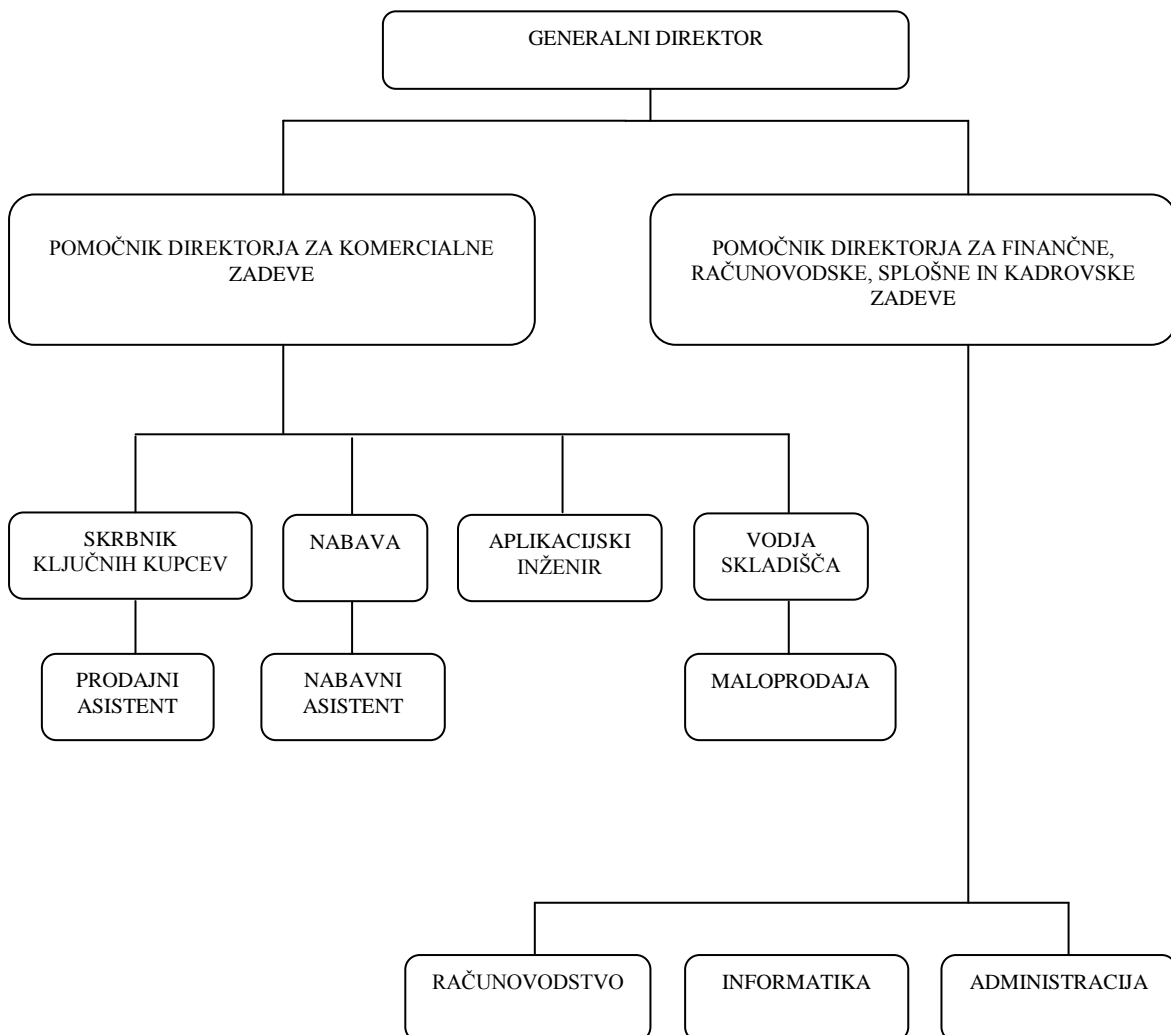 GENERALNI DIREKTOR
POMOČNIK DIREKTORJA ZA KOMERCIALNE
ZADEVE
POMOČNIK DIREKTORJA ZA FINANČNE,
RAČUNOVODSKE, SPLOŠNE IN KADROVSKE
ZADEVE
SKRBNIK
KLJUČNIH KUPCEV
NABAVA
APLIKACIJSKI
INŽENIR
VODJA
SKLADIŠČA
PRODAJNI
ASISTENT
NABAVNI
ASISTENT
MALOPRODAJA
RAČUNOVODSTVO
INFORMATIKA
ADMINISTRACIJA